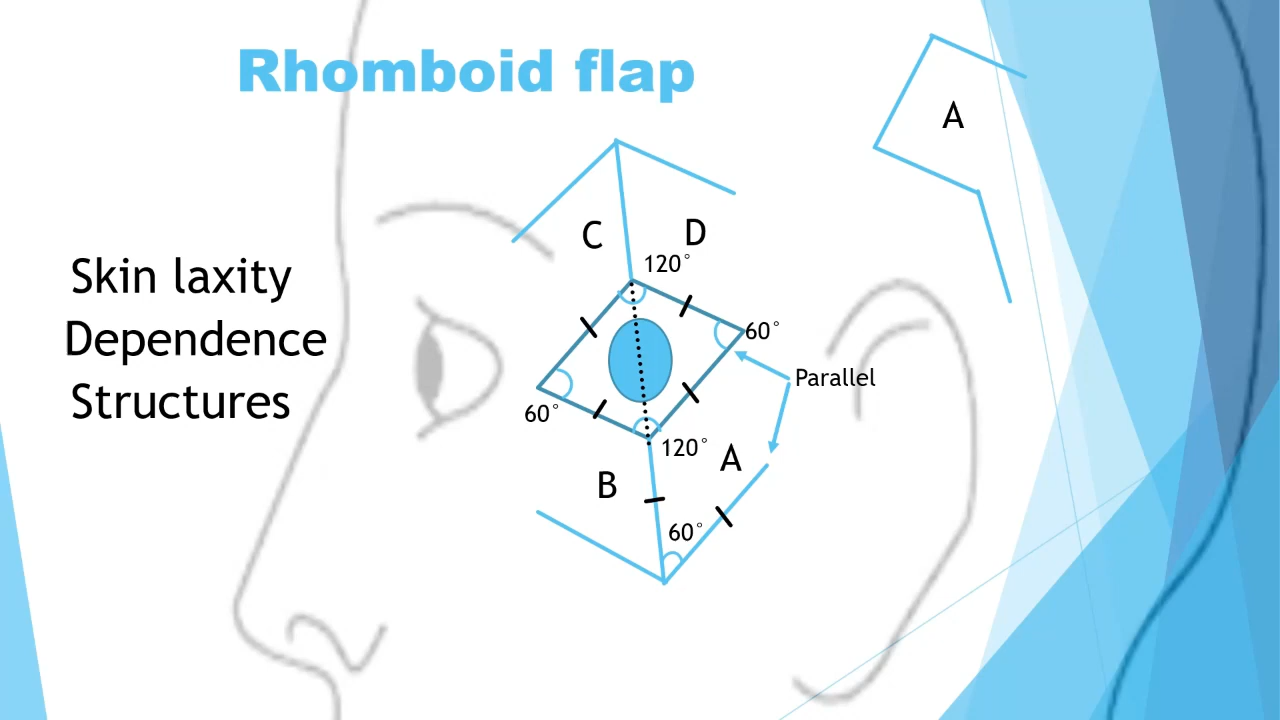 Rhomboid flap
A
C
D
120°
Skin laxity
Dependence
Structures
60°
Parallel
60°
120°
A
B
60°